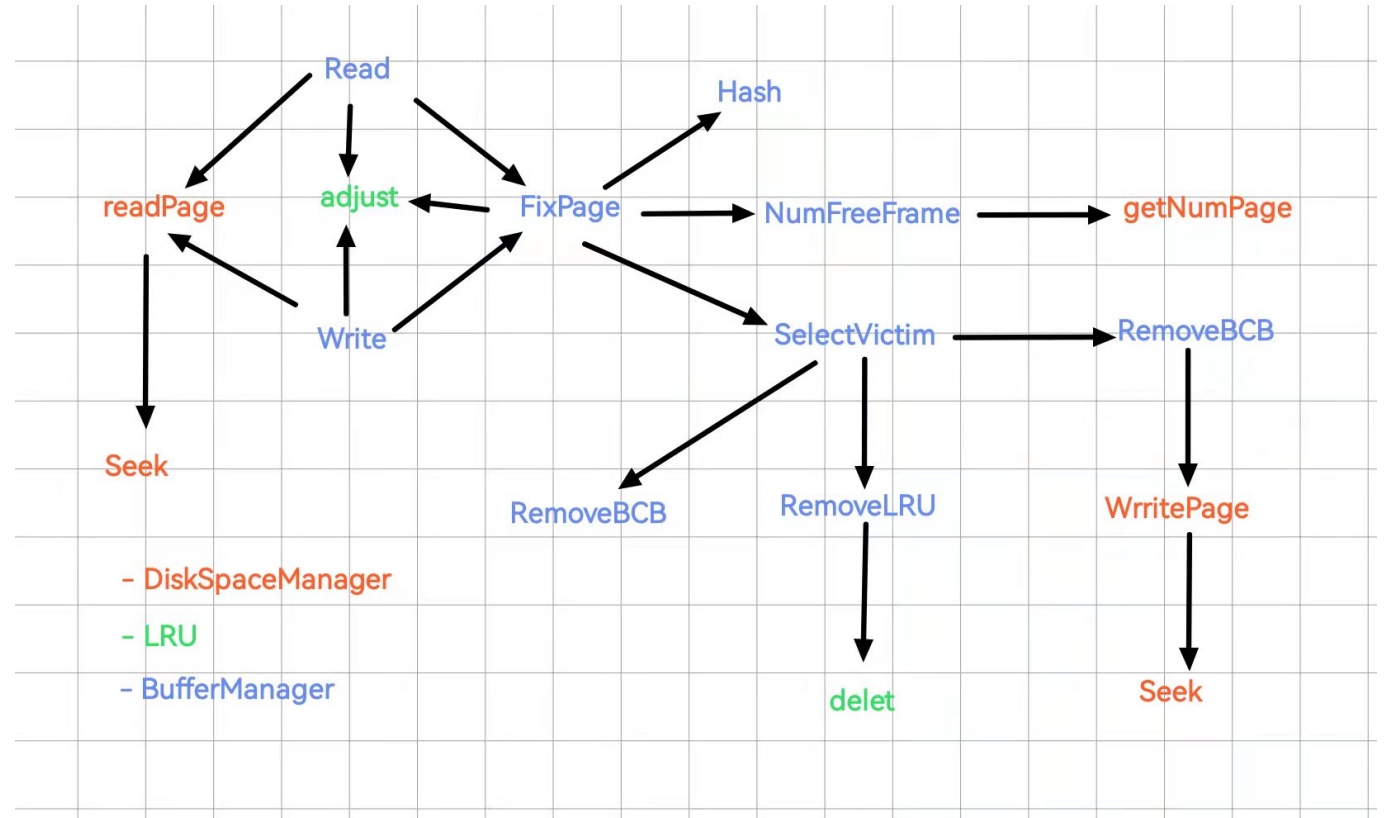 Read
Hash
readPage
adjust
FixPage
NumFreeFrame
getNumPage
Write
SelectVictim
RemoveBCB
Seek
RemoveBCB
RemoveLRU
WrritePage
- DiskSpaceManager
- LRU
- BufferManager
delet
Seek